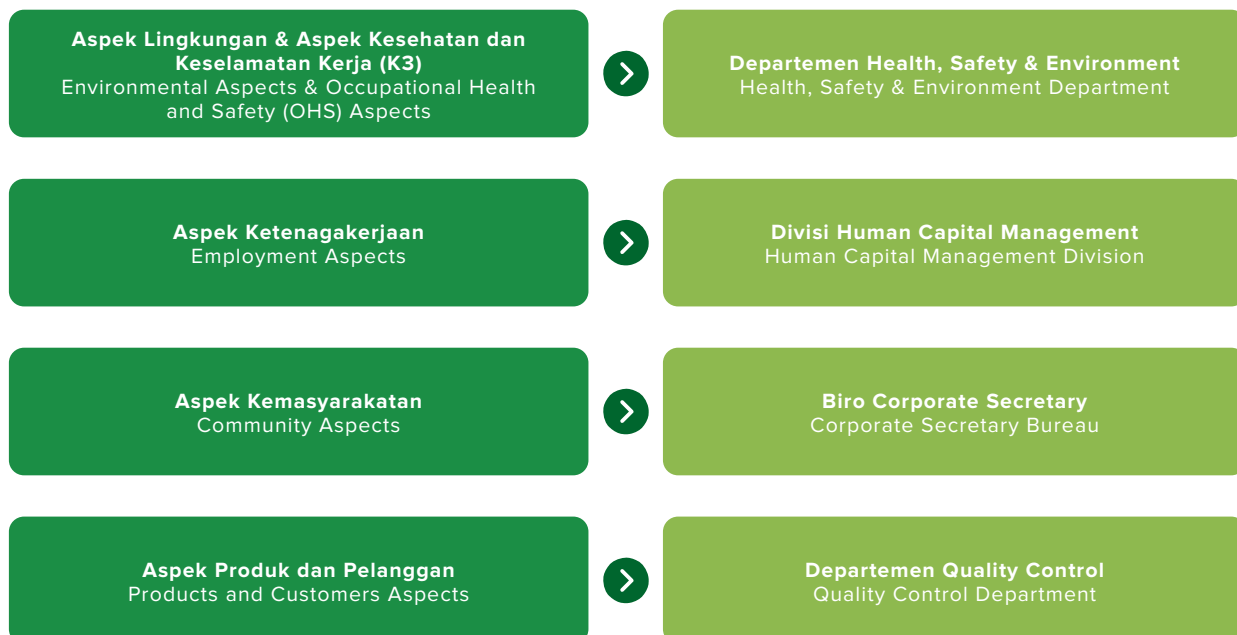 Aspek Lingkungan & Aspek Kesehatan dan
Keselamatan Kerja (K3)
Environmental Aspects & Occupational Health
and Safety (OHS) Aspects
Departemen Health, Safety & Environment
Health, Safety & Environment Department
Aspek Ketenagakerjaan
Employment Aspects
Divisi Human Capital Management
Human Capital Management Division
Aspek Kemasyarakatan
Community Aspects
Biro Corporate Secretary
Corporate Secretary Bureau
Aspek Produk dan Pelanggan
Products and Customers Aspects
Departemen Quality Control
Quality Control Department